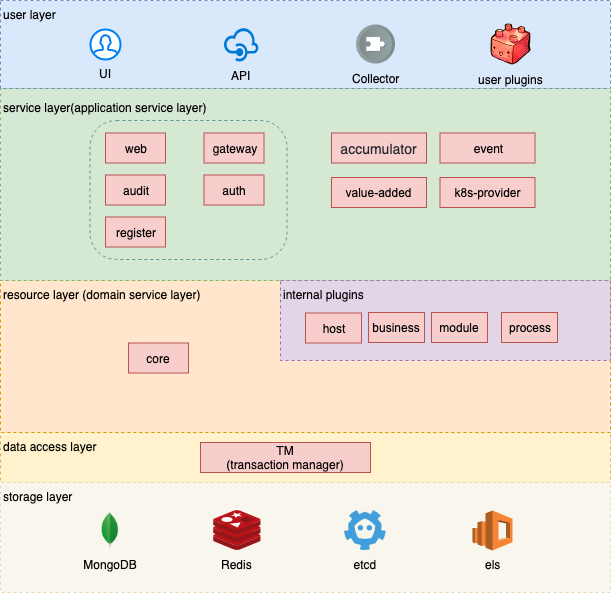 user layer
UI
API
Collector
user plugins
service layer(application service layer)
web
gateway
accumulator
event
audit
auth
value-added
k8s-provider
register
resource layer (domain service layer)
internal plugins
host
business
module
process
core
data access layer
TM
(transaction manager)
storage layer
MongoDB
Redis
etcd
els